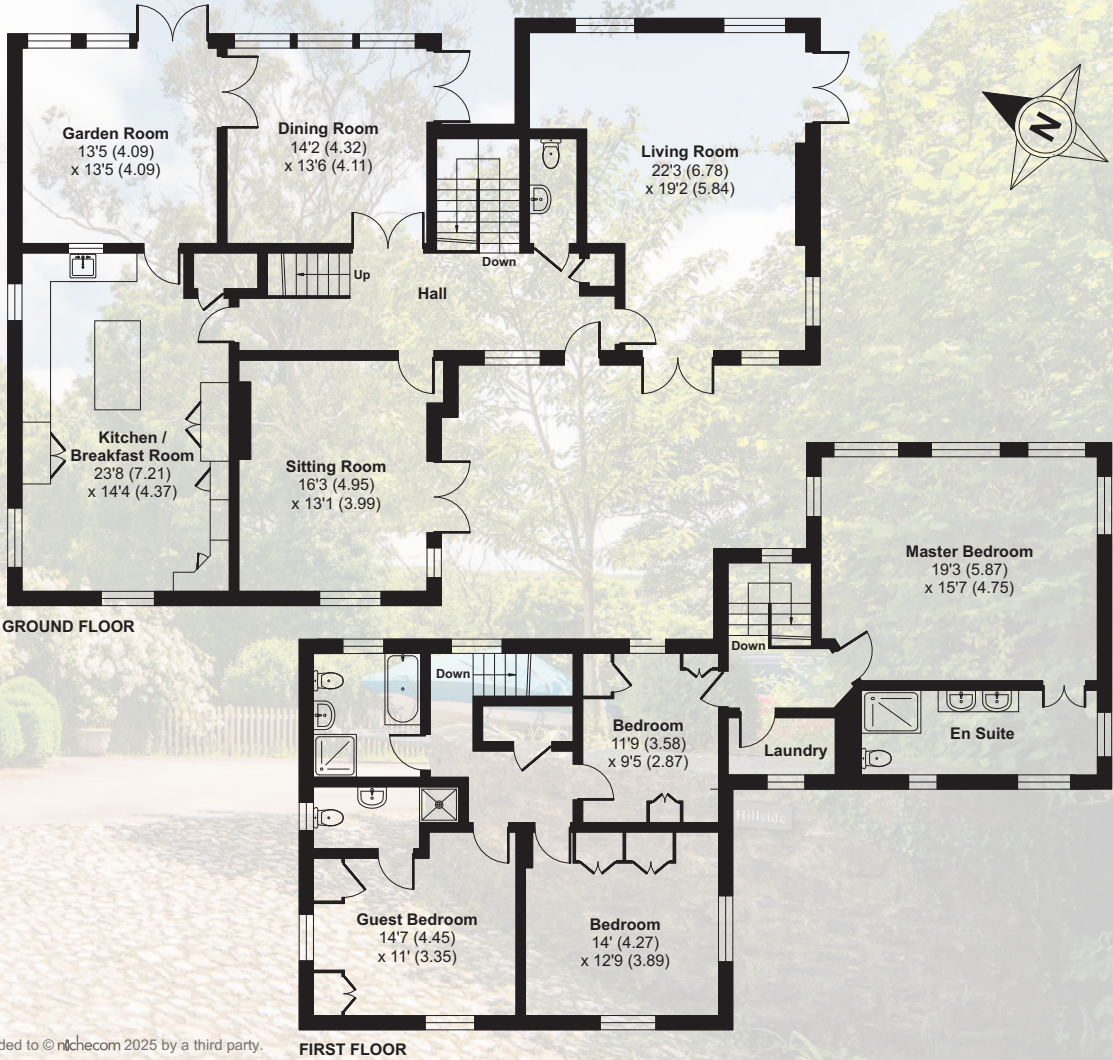 Garden Room
13'5 (4.09)
x 13'5 (4.09)
Dining Room
14'2 (4.32)
x 13'6 (4.11)
Living Room
22'3 (6.78)
x 19'2 (5.84)
N
Down
Up
Hall
Kitchen /
Breakfast Room
23'8 (7.21)
x 14'4 (4.37)
Sitting Room
16'3 (4.95)
x 13'1 (3.99)
GROUND FLOOR
Master Bedroom
19'3 (5.87)
x 15'7 (4.75)
Down
Down
Bedroom
11'9 (3.58)
x 9'5 (2.87)
Laundry
En Suite
Hillside
Guest Bedroom
14'7 (4.45)
x 11' (3.35)
Bedroom
14' (4.27)
x 12'9 (3.89)
FIRST FLOOR
to © nichecom 2025 by a third party.